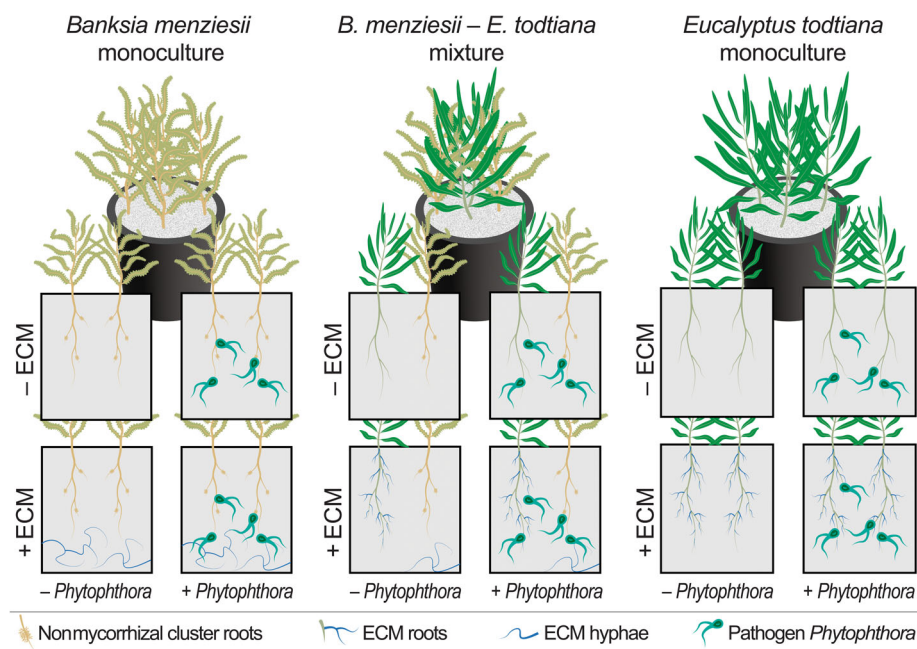 Banksia menziesii
monoculture
B. menziesii – E. todtiana
mixture
Eucalyptus todtiana
monoculture
– ECM
– ECM
– ECM
+ ECM
+ ECM
+ ECM
– Phytophthora
+ Phytophthora
– Phytophthora
+ Phytophthora
– Phytophthora
+ Phytophthora
Nonmycorrhizal cluster roots
ECM roots
ECM hyphae
Pathogen Phytophthora